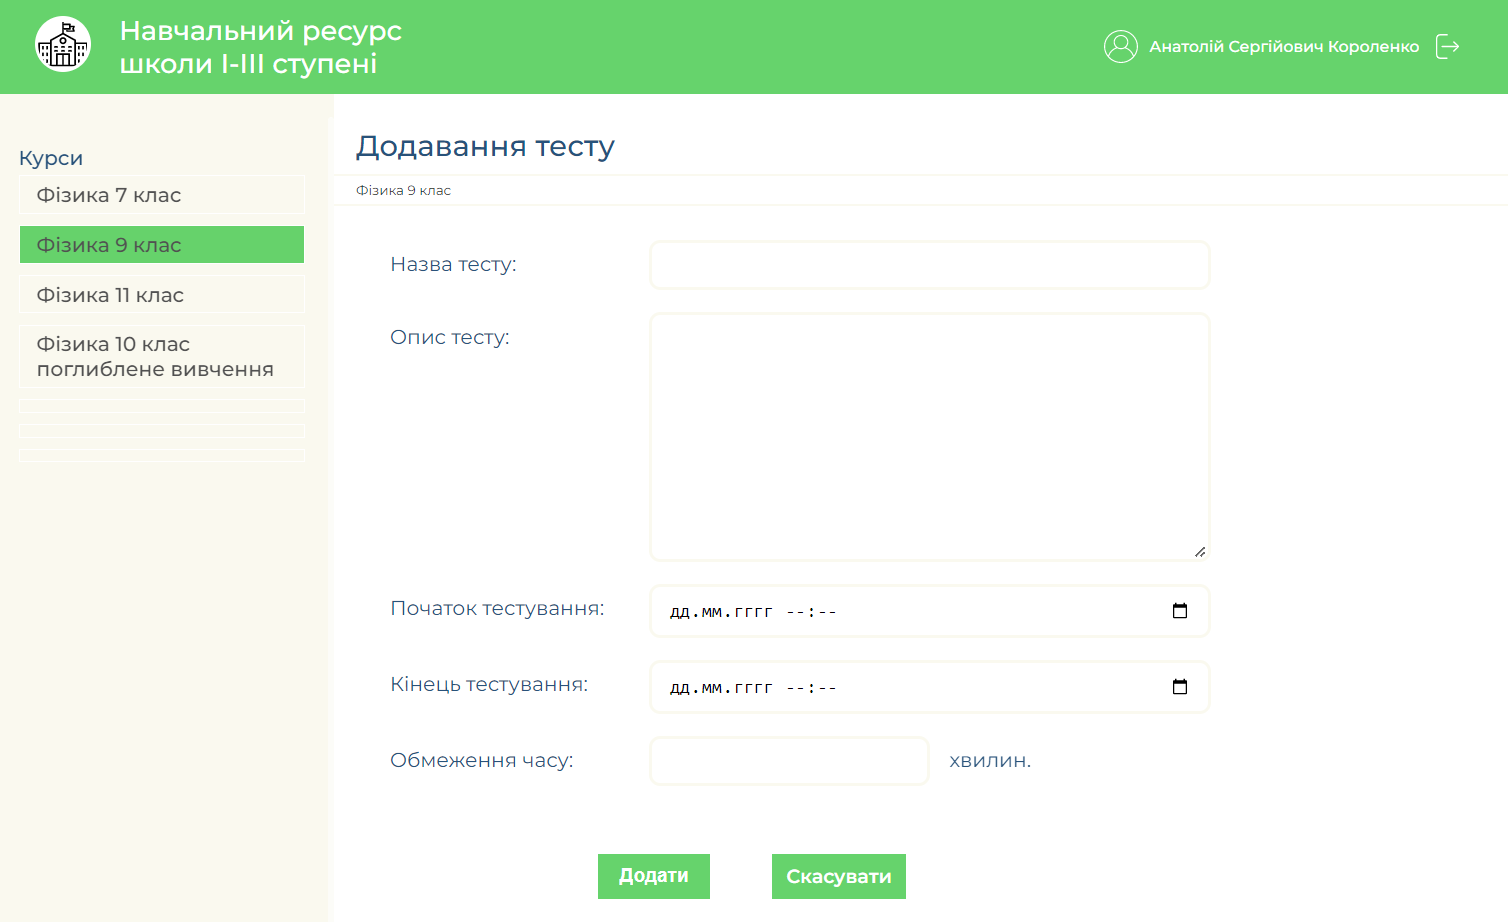 Навчальний ресурс
школи І-ІІІ ступені
Анатолій Сергійович Короленко
Курси
Фізика 7 клас
Фізика 9 клас
Фізика 11 клас
Фізика 10 клас
поглиблене вивчення
Додавання тесту
Фізика 9 клас
Назва тесту:
Опис тесту:
Початок тестування:
дд.мм.гггг --:--
Кінець тестування:
дд.мм.гггг --:--
Обмеження часу:
хвилин.
Додати
Скасувати